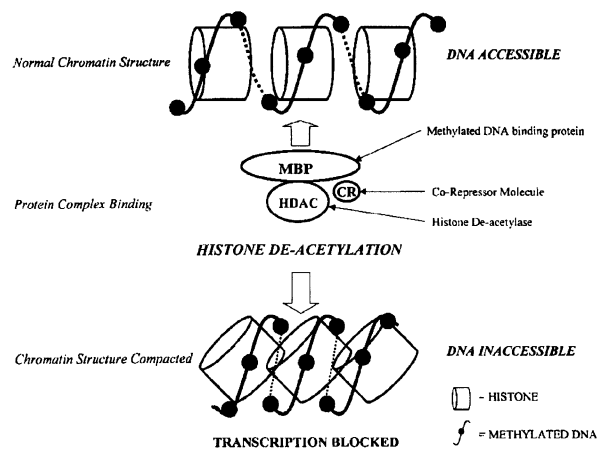 Normal Chromatin Structure
DNA ACCESSIBLE
Methylated DNA binding protein
MBP
CR
Co-Repressor Molecule
Protein Complex Binding
HDAC
Histone De-acetylase
HISTONE DE-ACETYLATION
Chromatin Structure Compacted
DNA INACCESSIBLE
- HISTONE
= METHYLATED DNA
TRANSCRIPTION BLOCKED